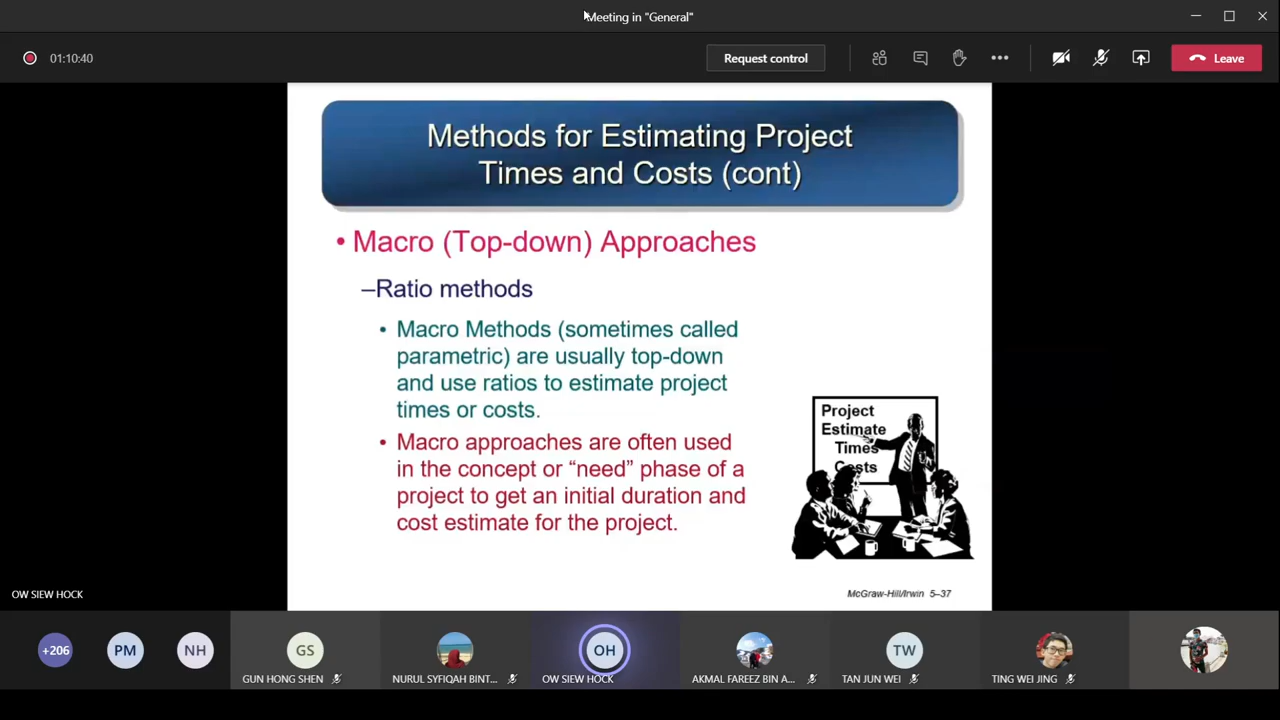 Meeting in "General"
01:10:40
Request control
Leave
Methods for Estimating Project
Times and Costs (cont)
• Macro (Top-down) Approaches
–Ratio methods
• Macro Methods (sometimes called
parametric) are usually top-down
and use ratios to estimate project
times or costs.
• Macro approaches are often used
in the concept or “need” phase of a
project to get an initial duration and
cost estimate for the project.
Project
Estimate
Times
Costs
McGraw-Hill/Irwin 5–37
OW SIEW HOCK
+206
PM
NH
GS
OH
TW
GUN HONG SHEN
NURUL SYFIQAH BINT...
OW SIEW HOCK
AKMAL FAREEZ BIN A...
TAN JUN WEI
TING WEI JING